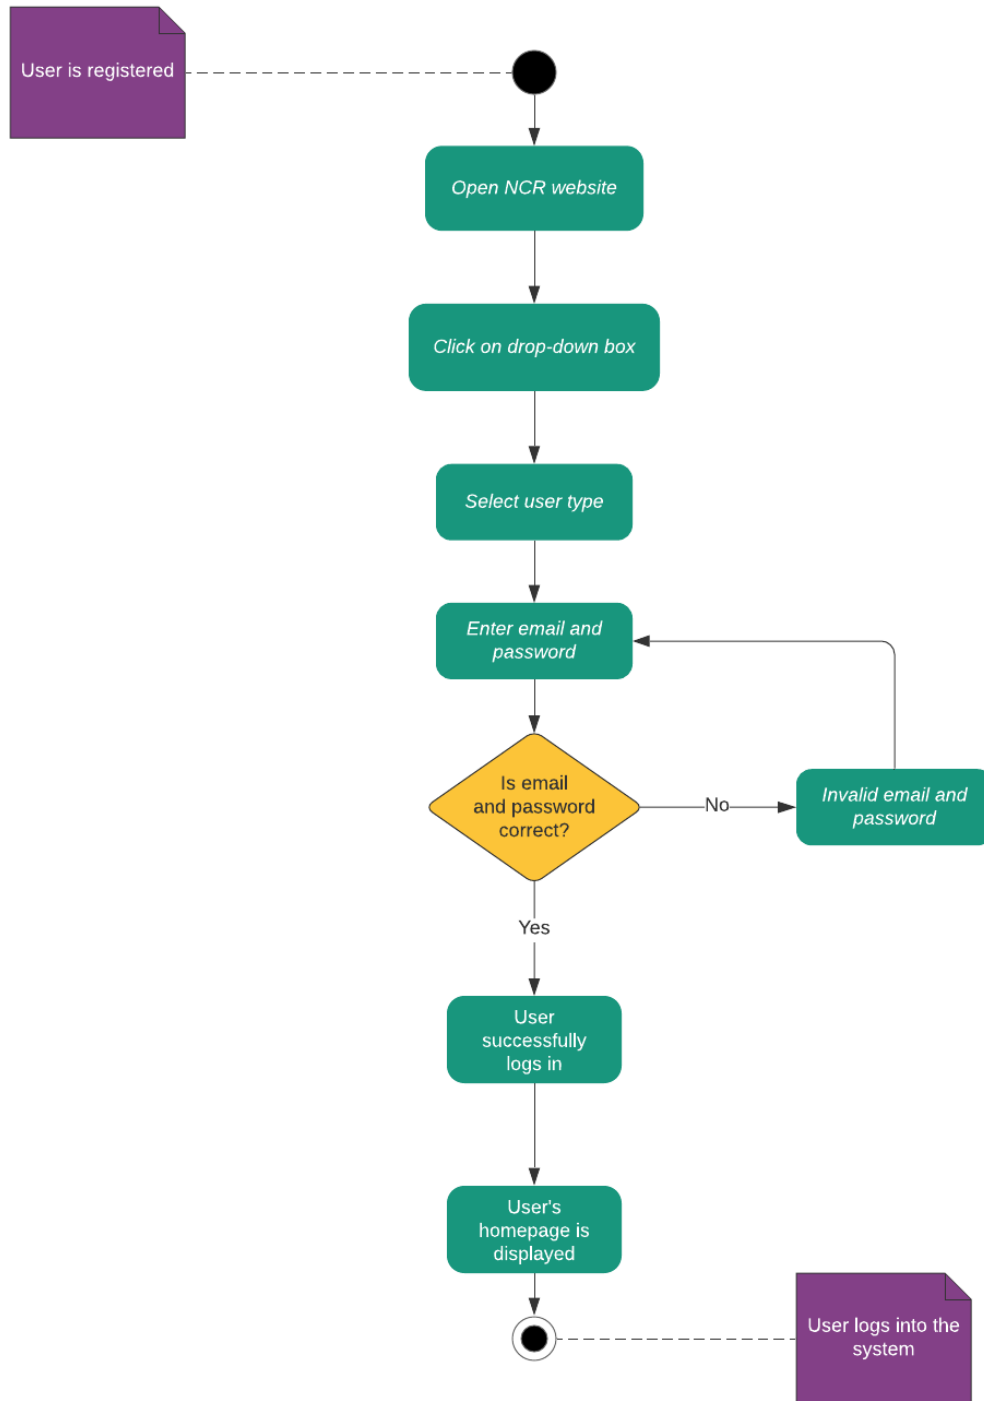 User is registered
Open NCR website
Click on drop-down box
Select user type
Enter email and
password
Is email
and password
correct?
No
Invalid email and
password
Yes
User
successfully
logs in
User's
homepage is
displayed
User logs into the
system